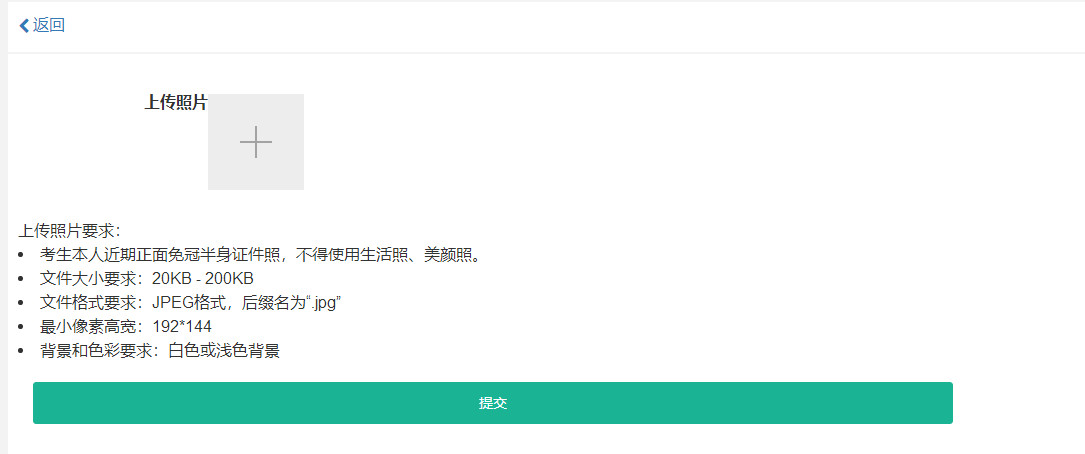 返回
上传照片
上传照片要求：
考生本人近期正面免冠半身证件照，不得使用生活照、美颜照。
文件大小要求：20KB - 200KB
文件格式要求：JPEG格式，后缀名为“.jpg”
最小像素高宽：192*144
背景和色彩要求：白色或浅色背景
提交